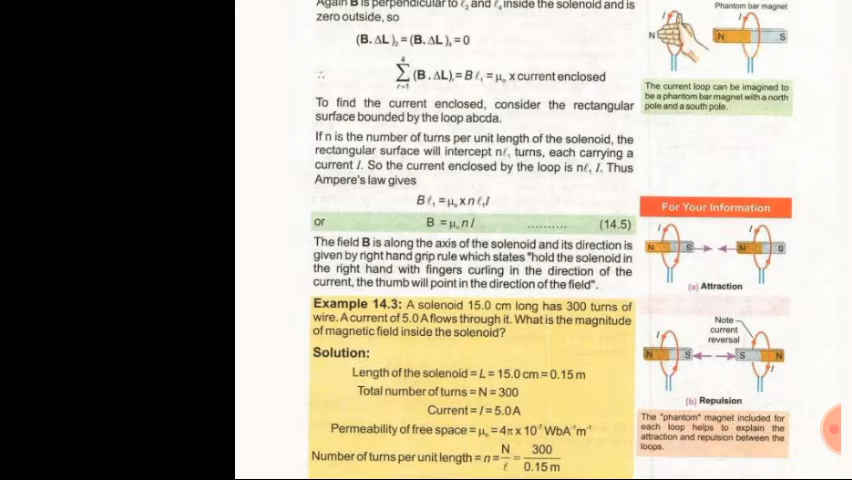 Again B is perpendicular to ℓ₂ and ℓ₄ inside the solenoid and is
zero outside, so
(B. ΔL)₂ = (B. ΔL)₄ = 0
∴ 4 Σ r=1 (B . ΔL)ᵣ = B ℓ₁ = μ₀ x current enclosed
To find the current enclosed, consider the rectangular
surface bounded by the loop abcda.
If n is the number of turns per unit length of the solenoid, the
rectangular surface will intercept nℓ, turns, each carrying a
current I. So the current enclosed by the loop is nℓ, I. Thus
Ampere's law gives
B ℓ₁ = μ₀ x n ℓ₁I
or B = μ₀ n I .......... (14.5)
The field B is along the axis of the solenoid and its direction is
given by right hand grip rule which states "hold the solenoid in
the right hand with fingers curling in the direction of the
current, the thumb will point in the direction of the field".
Example 14.3: A solenoid 15.0 cm long has 300 turns of
wire. A current of 5.0 A flows through it. What is the magnitude
of magnetic field inside the solenoid?
Solution:
Length of the solenoid = L = 15.0 cm = 0.15 m
Total number of turns = N = 300
Current = I = 5.0 A
Permeability of free space = μ₀ = 4π x 10⁻⁷ WbA⁻¹m⁻¹
Number of turns per unit length = n = N/ℓ = 300/0.15 m
Phantom bar magnet
I I
N N S
The current loop can be imagined to
be a phantom bar magnet with a north
pole and a south pole.
For Your Information
I I
N S N S
(a) Attraction
Note
current
reversal
I I
N S S N
(b) Repulsion
The "phantom" magnet included for
each loop helps to explain the
attraction and repulsion between the
loops.